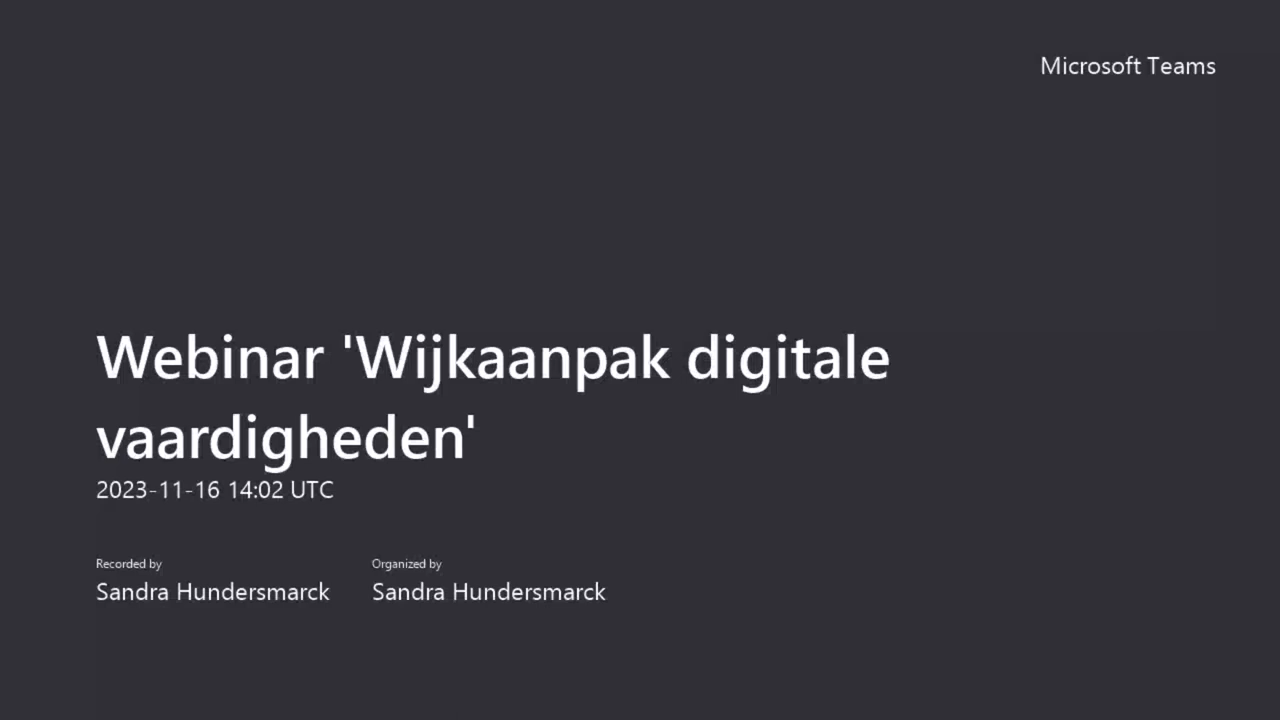 Microsoft Teams
Webinar 'Wijkaanpak digitale
vaardigheden'
2023-11-16 14:02 UTC
Recorded by
Sandra Hundersmarck
Organized by
Sandra Hundersmarck